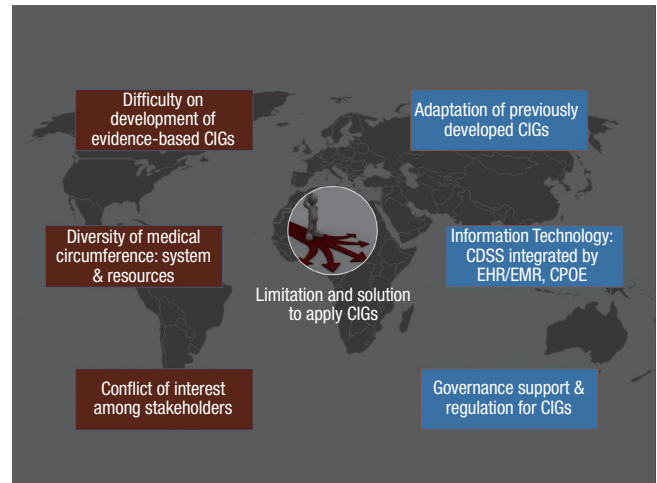 Difficulty on
development of
evidence-based CIGs
Adaptation of previously
developed CIGs
Diversity of medical
circumference: system
& resources
Information Technology:
CDSS integrated by
EHR/EMR, CPOE
Limitation and solution
to apply CIGs
Conflict of interest
among stakeholders
Governance support &
regulation for CIGs